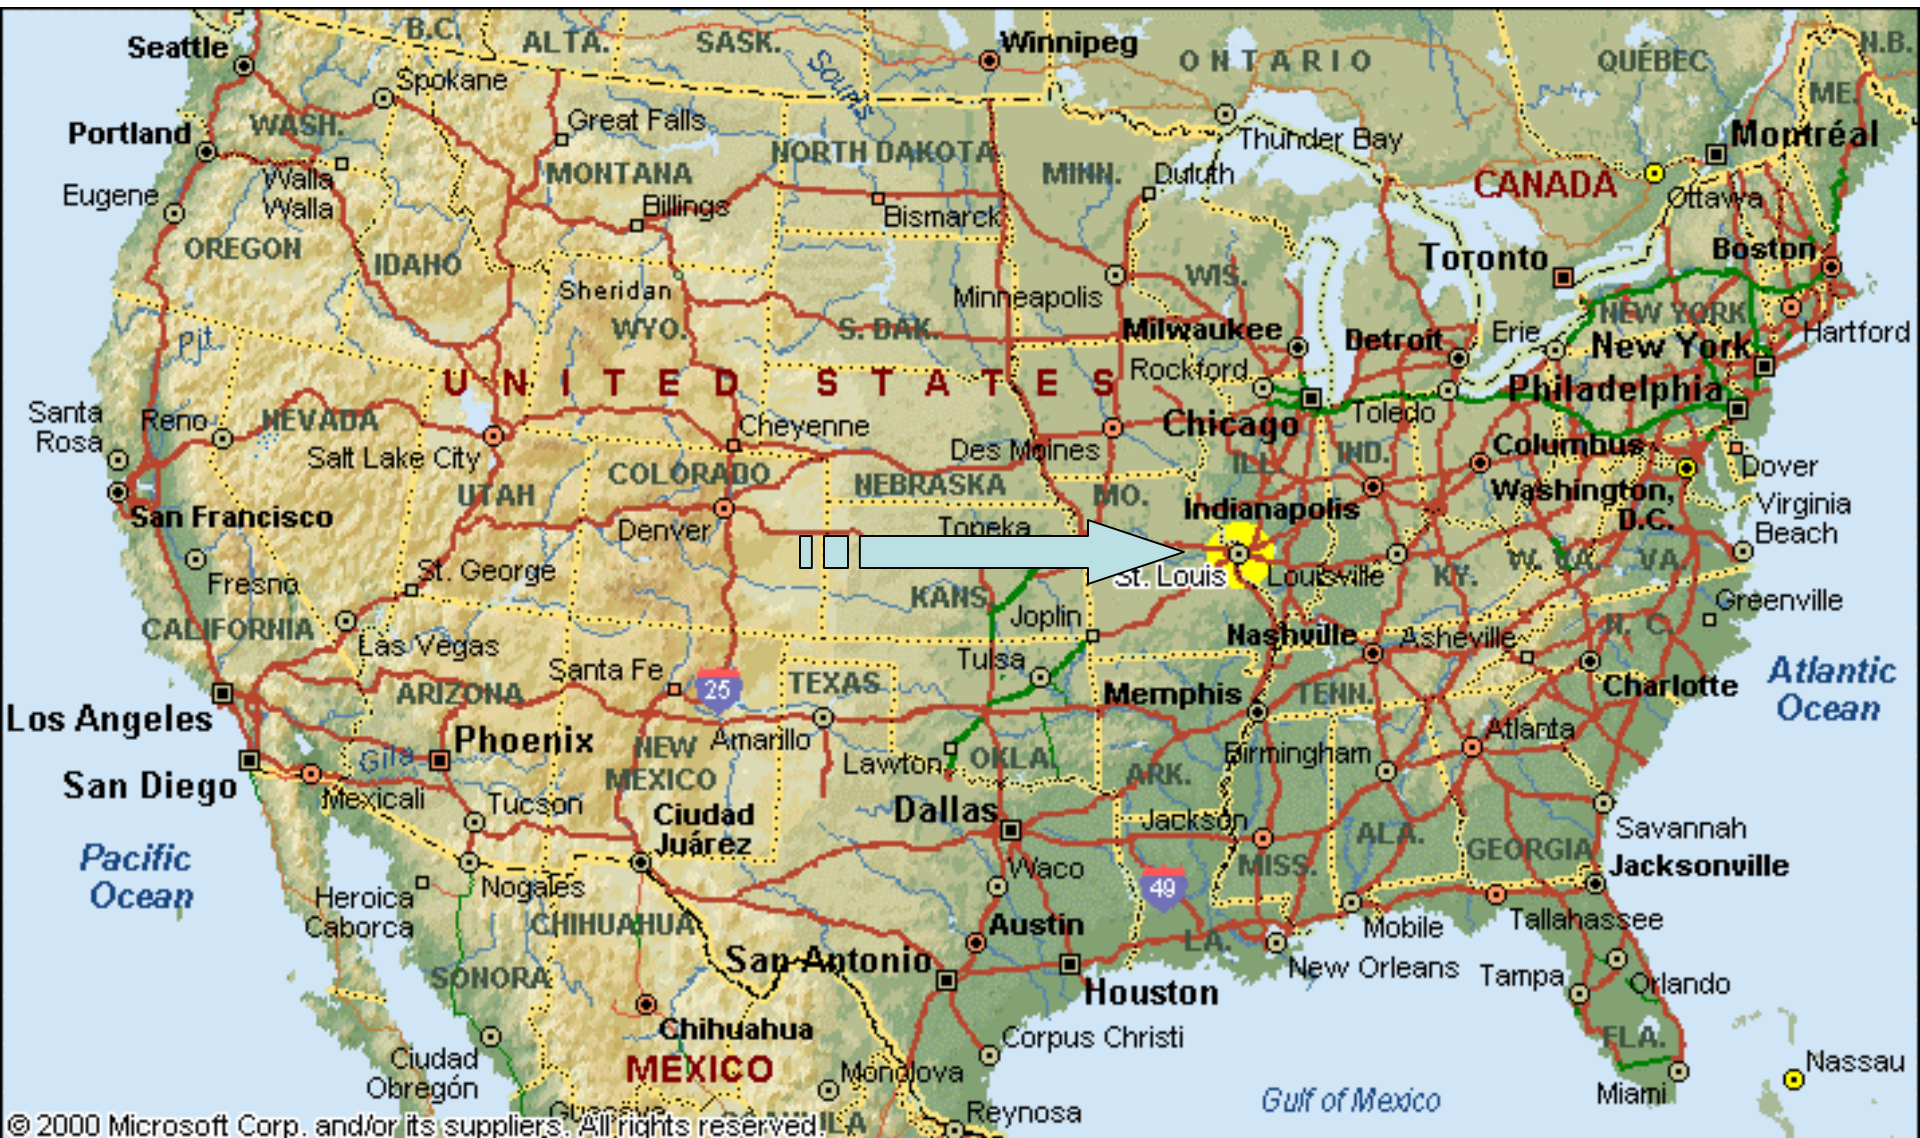 B.C.
ALTA.
SASK.
Souris
Winnipeg
ONTARIO
QUÉBEC
N.B.
Seattle
Spokane
ME.
Great Falls
Thunder Bay
Portland
WASH.
Montréal
NORTH DAKOTA
MONTANA
MINN.
Duluth
CANADA
Walla
Walla
Eugene
Billings
Bismarck
Ottawa
OREGON
IDAHO
Toronto
Boston
Sheridan
Minneapolis
WIS.
WYO.
S. DAK.
Milwaukee
Detroit
Erie
NEW YORK
Hartford
Pit
New York
Rockford
UNITED STATES
Philadelphia
Santa
Rosa
Reno
NEVADA
Cheyenne
Chicago
Toledo
Salt Lake City
Des Moines
Columbus
ILL.
IND.
Dover
COLORADO
UTAH
NEBRASKA
MO.
Washington,
D.C.
Virginia
Beach
San Francisco
Denver
Topeka
Indianapolis
St. George
Fresno
St. Louis
Louisville
KY.
W. VA.
VA.
KANS.
Joplin
Greenville
CALIFORNIA
Las Vegas
Nashville
Asheville
N. C.
Santa Fe
25
TEXAS
Tulsa
ARIZONA
Memphis
TENN.
Charlotte
Atlantic
Ocean
Los Angeles
Phoenix
NEW
MEXICO
Amarillo
Atlanta
Gila
Lawton
OKLA.
Birmingham
ARK.
San Diego
Mexicali
Tucson
Ciudad
Juárez
Dallas
Jackson
ALA.
Savannah
Pacific
Ocean
Waco
49
MISS.
GEORGIA
Jacksonville
Nogales
Heroica
Caborca
CHIHUAHUA
Austin
LA.
Mobile
Tallahassee
San Antonio
New Orleans
Tampa
Orlando
SONORA
Houston
Chihuahua
Corpus Christi
FLA.
Ciudad
Obregón
MEXICO
Monclova
Nassau
Miami
Gulf of Mexico
Reynosa
© 2000 Microsoft Corp. and/or its suppliers. All rights reserved.